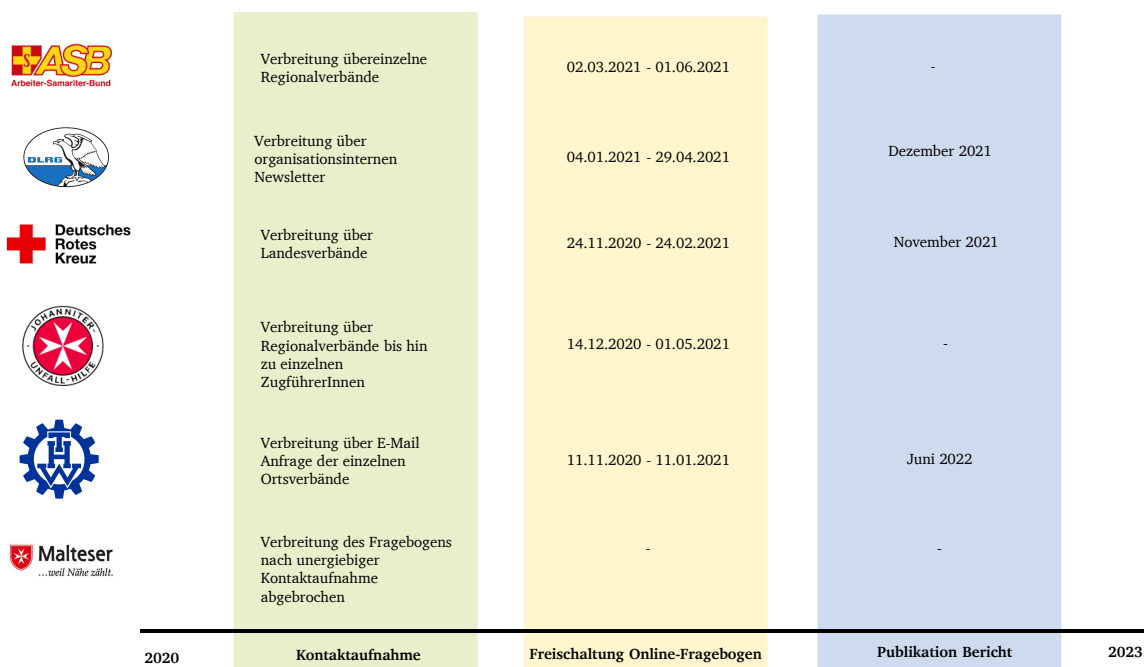 S
ASB
Arbeiter-Samariter-Bund
Verbreitung übereinzelne
Regionalverbände
02.03.2021 - 01.06.2021
-
DLRG
Verbreitung über
organisationsinternen
Newsletter
04.01.2021 - 29.04.2021
Dezember 2021
Deutsches
Rotes
Kreuz
Verbreitung über
Landesverbände
24.11.2020 - 24.02.2021
November 2021
JOHANNITER-
UNFALL-HILFE
Verbreitung über
Regionalverbände bis hin
zu einzelnen
ZugführerInnen
14.12.2020 - 01.05.2021
-
THW
Verbreitung über E-Mail
Anfrage der einzelnen
Ortsverbände
11.11.2020 - 11.01.2021
Juni 2022
Malteser
...weil Nähe zählt.
Verbreitung des Fragebogens
nach unergiebiger
Kontaktaufnahme
abgebrochen
-
-
2020
Kontaktaufnahme
Freischaltung Online-Fragebogen
Publikation Bericht
2023